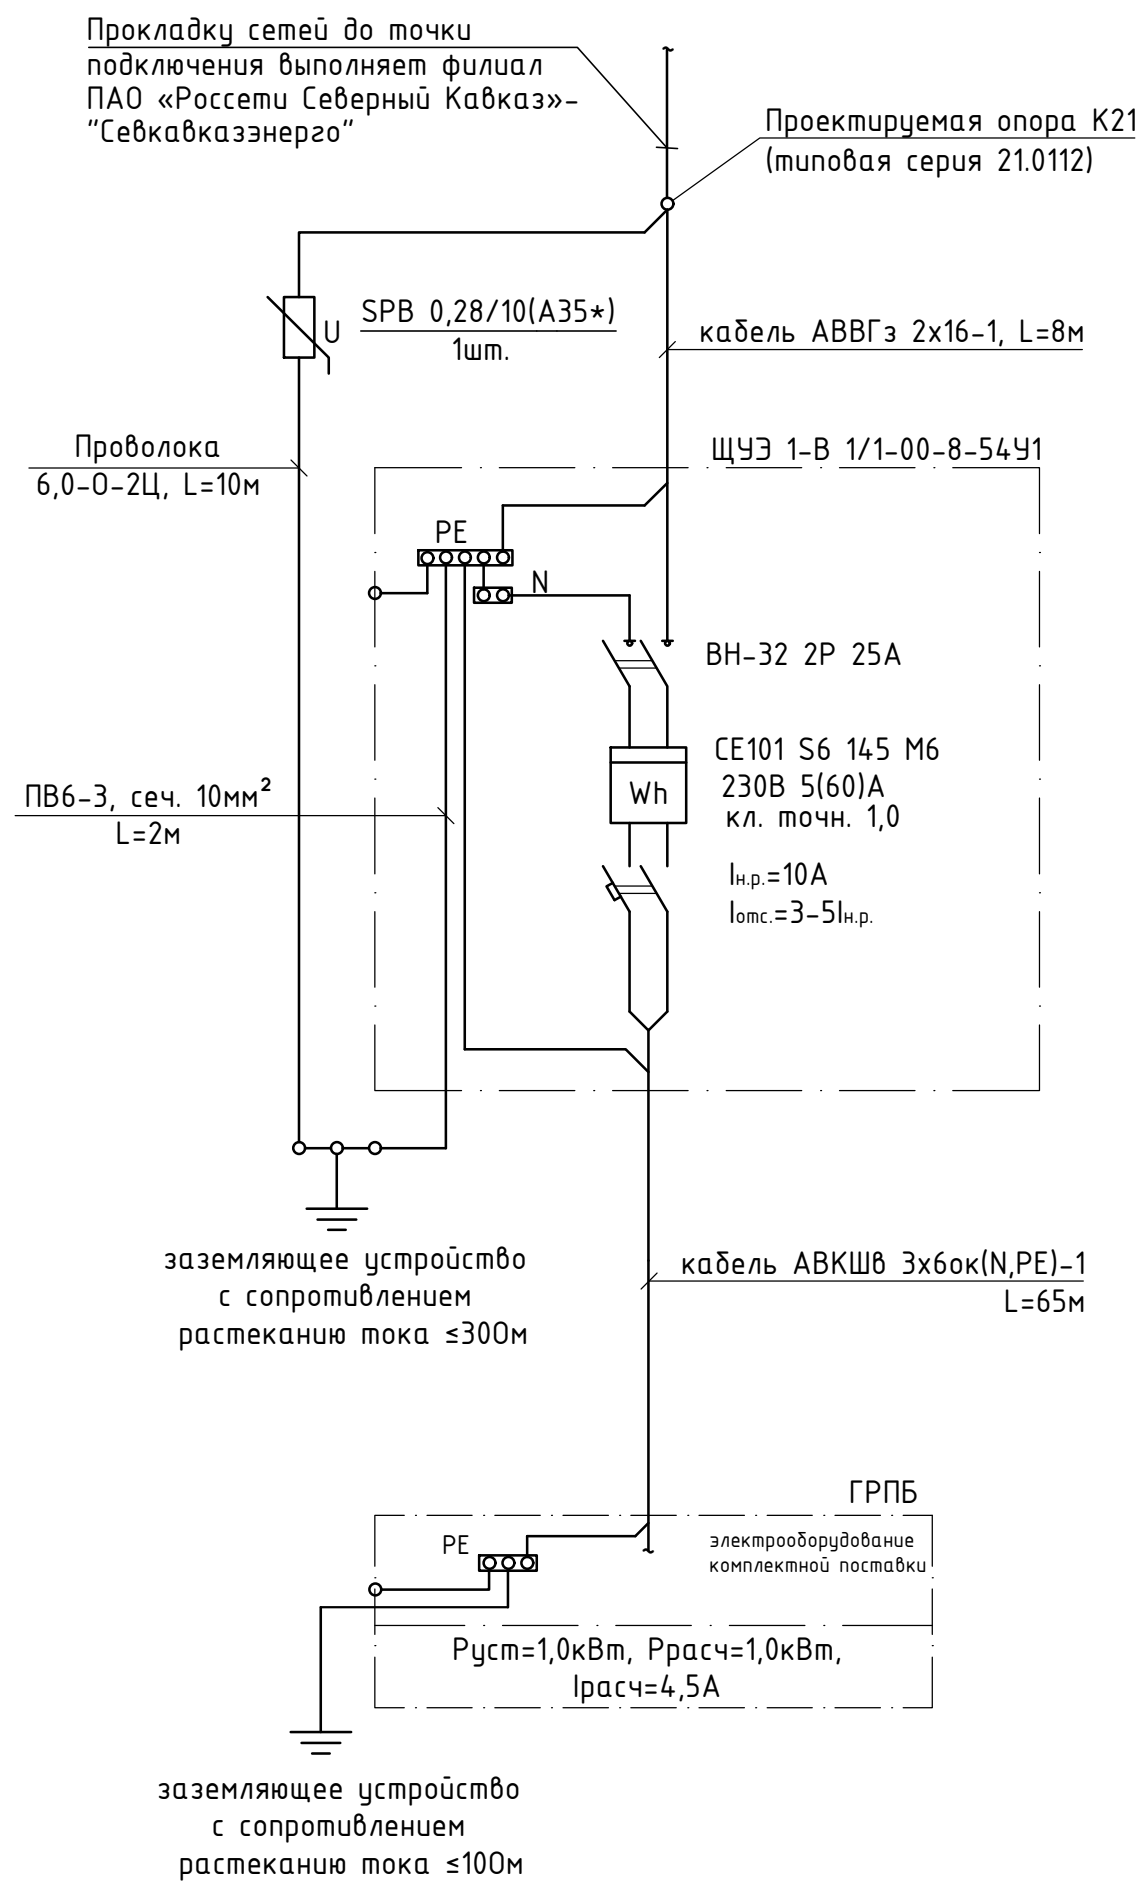 Прокладку сетей до точки
подключения выполняет филиал
ПАО «Россети Северный Кавказ»-
"Севкавказэнерго"
Проектируемая опора К21
(типовая серия 21.0112)
SPB 0,28/10(А35*)
1шт.
U
кабель АВВГз 2х16-1, L=8м
Проволока
6,0-О-2Ц, L=10м
ЩУЭ 1-В 1/1-00-8-54У1
PE
N
ВН-32 2Р 25А
СЕ101 S6 145 М6
230В 5(60)А
кл. точн. 1,0
Wh
ПВ6-3, сеч. 10мм²
L=2м
Iн.р.=10А
Iотс.=3-5Iн.р.
заземляющее устройство
с сопротивлением
растеканию тока ≤30Ом
кабель АВКШв 3х6ок(N,PE)-1
L=65м
ГРПБ
PE
электрооборудование
комплектной поставки
Руст=1,0кВт, Ррасч=1,0кВт,
Iрасч=4,5А
заземляющее устройство
с сопротивлением
растеканию тока ≤10Ом